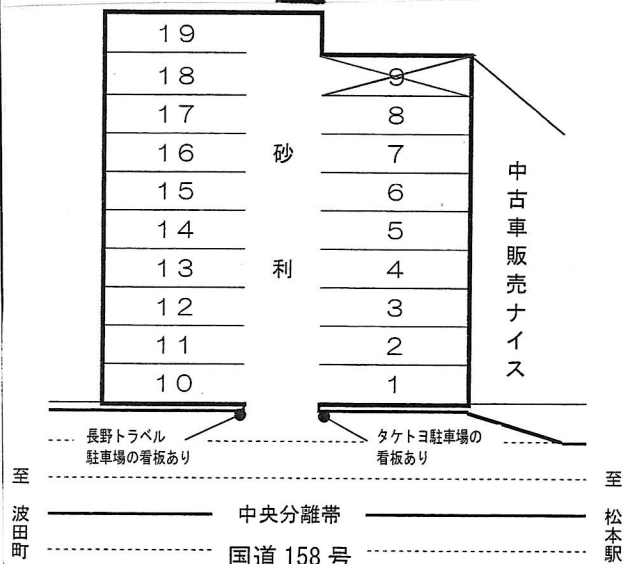 19
18
17
16
15
14
13
12
11
10
砂利
9
8
7
6
5
4
3
2
1
中古車販売ナイス
長野トラベル
駐車場の看板あり
タケトヨ駐車場の
看板あり
至
波田町
中央分離帯
国道 158 号
至
松本駅